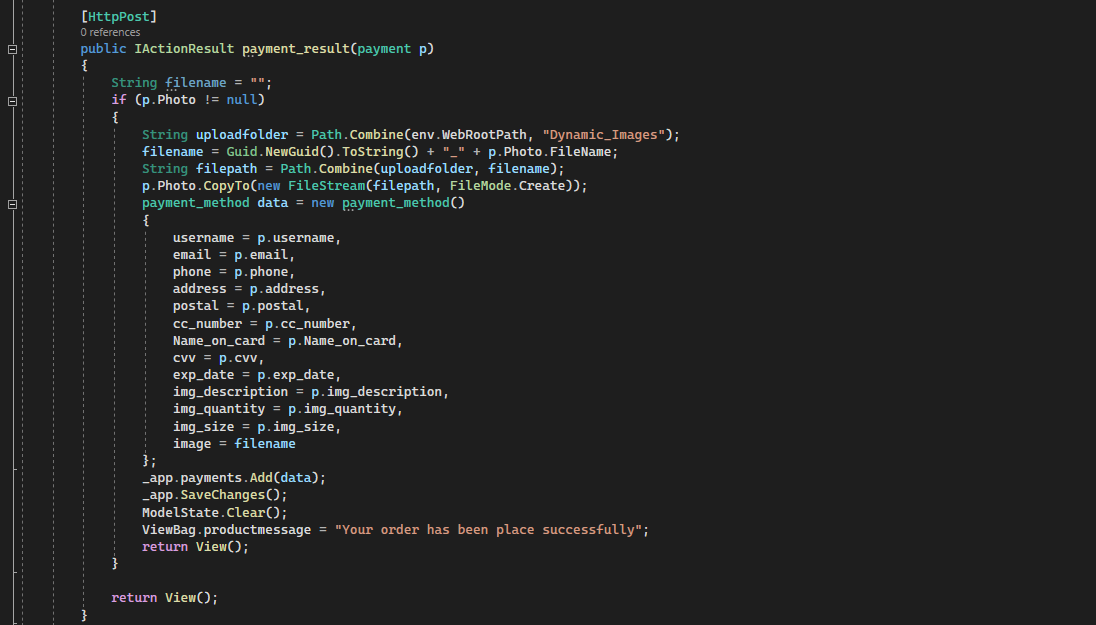 [HttpPost]
0 references
public IActionResult payment_result(payment p)
{
String filename = "";
if (p.Photo != null)
{
String uploadfolder = Path.Combine(env.WebRootPath, "Dynamic_Images");
filename = Guid.NewGuid().ToString() + "_" + p.Photo.FileName;
String filepath = Path.Combine(uploadfolder, filename);
p.Photo.CopyTo(new FileStream(filepath, FileMode.Create));
payment_method data = new payment_method()
{
username = p.username,
email = p.email,
phone = p.phone,
address = p.address,
postal = p.postal,
cc_number = p.cc_number,
Name_on_card = p.Name_on_card,
cvv = p.cvv,
exp_date = p.exp_date,
img_description = p.img_description,
img_quantity = p.img_quantity,
img_size = p.img_size,
image = filename
};
_app.payments.Add(data);
_app.SaveChanges();
ModelState.Clear();
ViewBag.productmessage = "Your order has been place successfully";
return View();
}
return View();
}